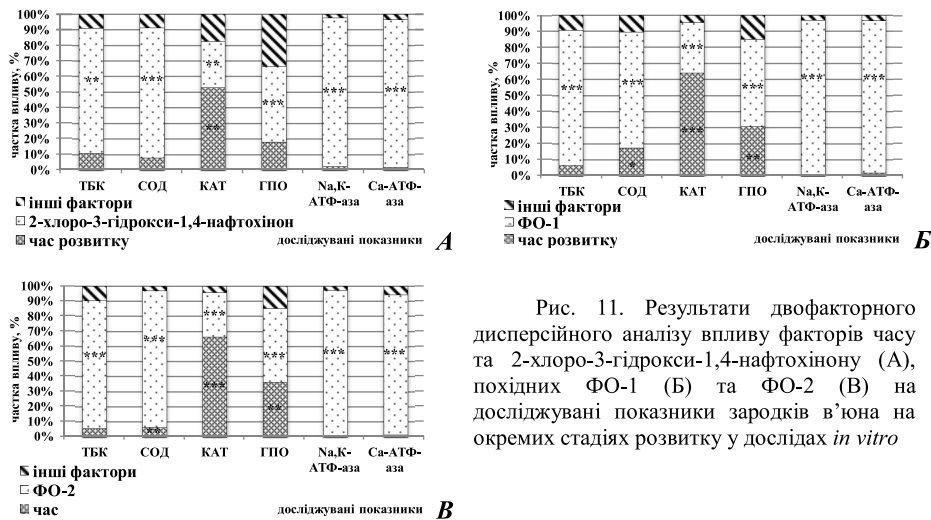 частка впливу, %
100%
90%
80%
70%
60%
50%
40%
30%
20%
10%
0%
** *** ** *** *** ***
**
ТБК СОД КАТ ГПО Na,К-АТФ-аза Са-АТФ-аза
інші фактори
2-хлоро-3-гідрокси-1,4-нафтохінон
час розвитку
досліджувані показники
А
частка впливу, %
100%
90%
80%
70%
60%
50%
40%
30%
20%
10%
0%
*** *** *** *** *** ***
* *** **
ТБК СОД КАТ ГПО Na,К-АТФ-аза Са-АТФ-аза
інші фактори
ФО-1
час розвитку
досліджувані показники
Б
частка впливу, %
100%
90%
80%
70%
60%
50%
40%
30%
20%
10%
0%
*** *** *** *** *** ***
** *** **
ТБК СОД КАТ ГПО Na,К-АТФ-аза Са-АТФ-аза
інші фактори
ФО-2
час
досліджувані показники
В
Рис. 11. Результати двофакторного
дисперсійного аналізу впливу факторів часу
та 2-хлоро-3-гідрокси-1,4-нафтохінону (А),
похідних ФО-1 (Б) та ФО-2 (В) на
досліджувані показники зародків в’юна на
окремих стадіях розвитку у дослідах in vitro